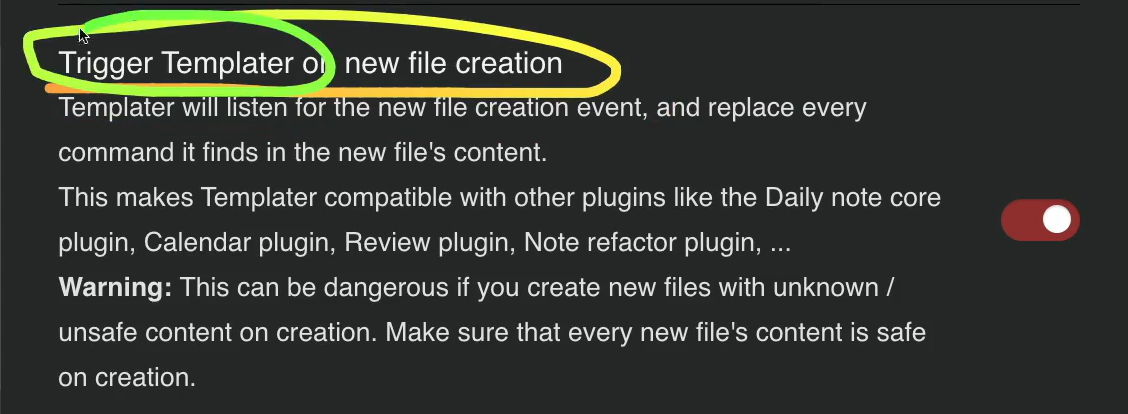 Trigger Templater on new file creation
Templater will listen for the new file creation event, and replace every
command it finds in the new file's content.
This makes Templater compatible with other plugins like the Daily note core
plugin, Calendar plugin, Review plugin, Note refactor plugin, ...
Warning: This can be dangerous if you create new files with unknown /
unsafe content on creation. Make sure that every new file's content is safe
on creation.